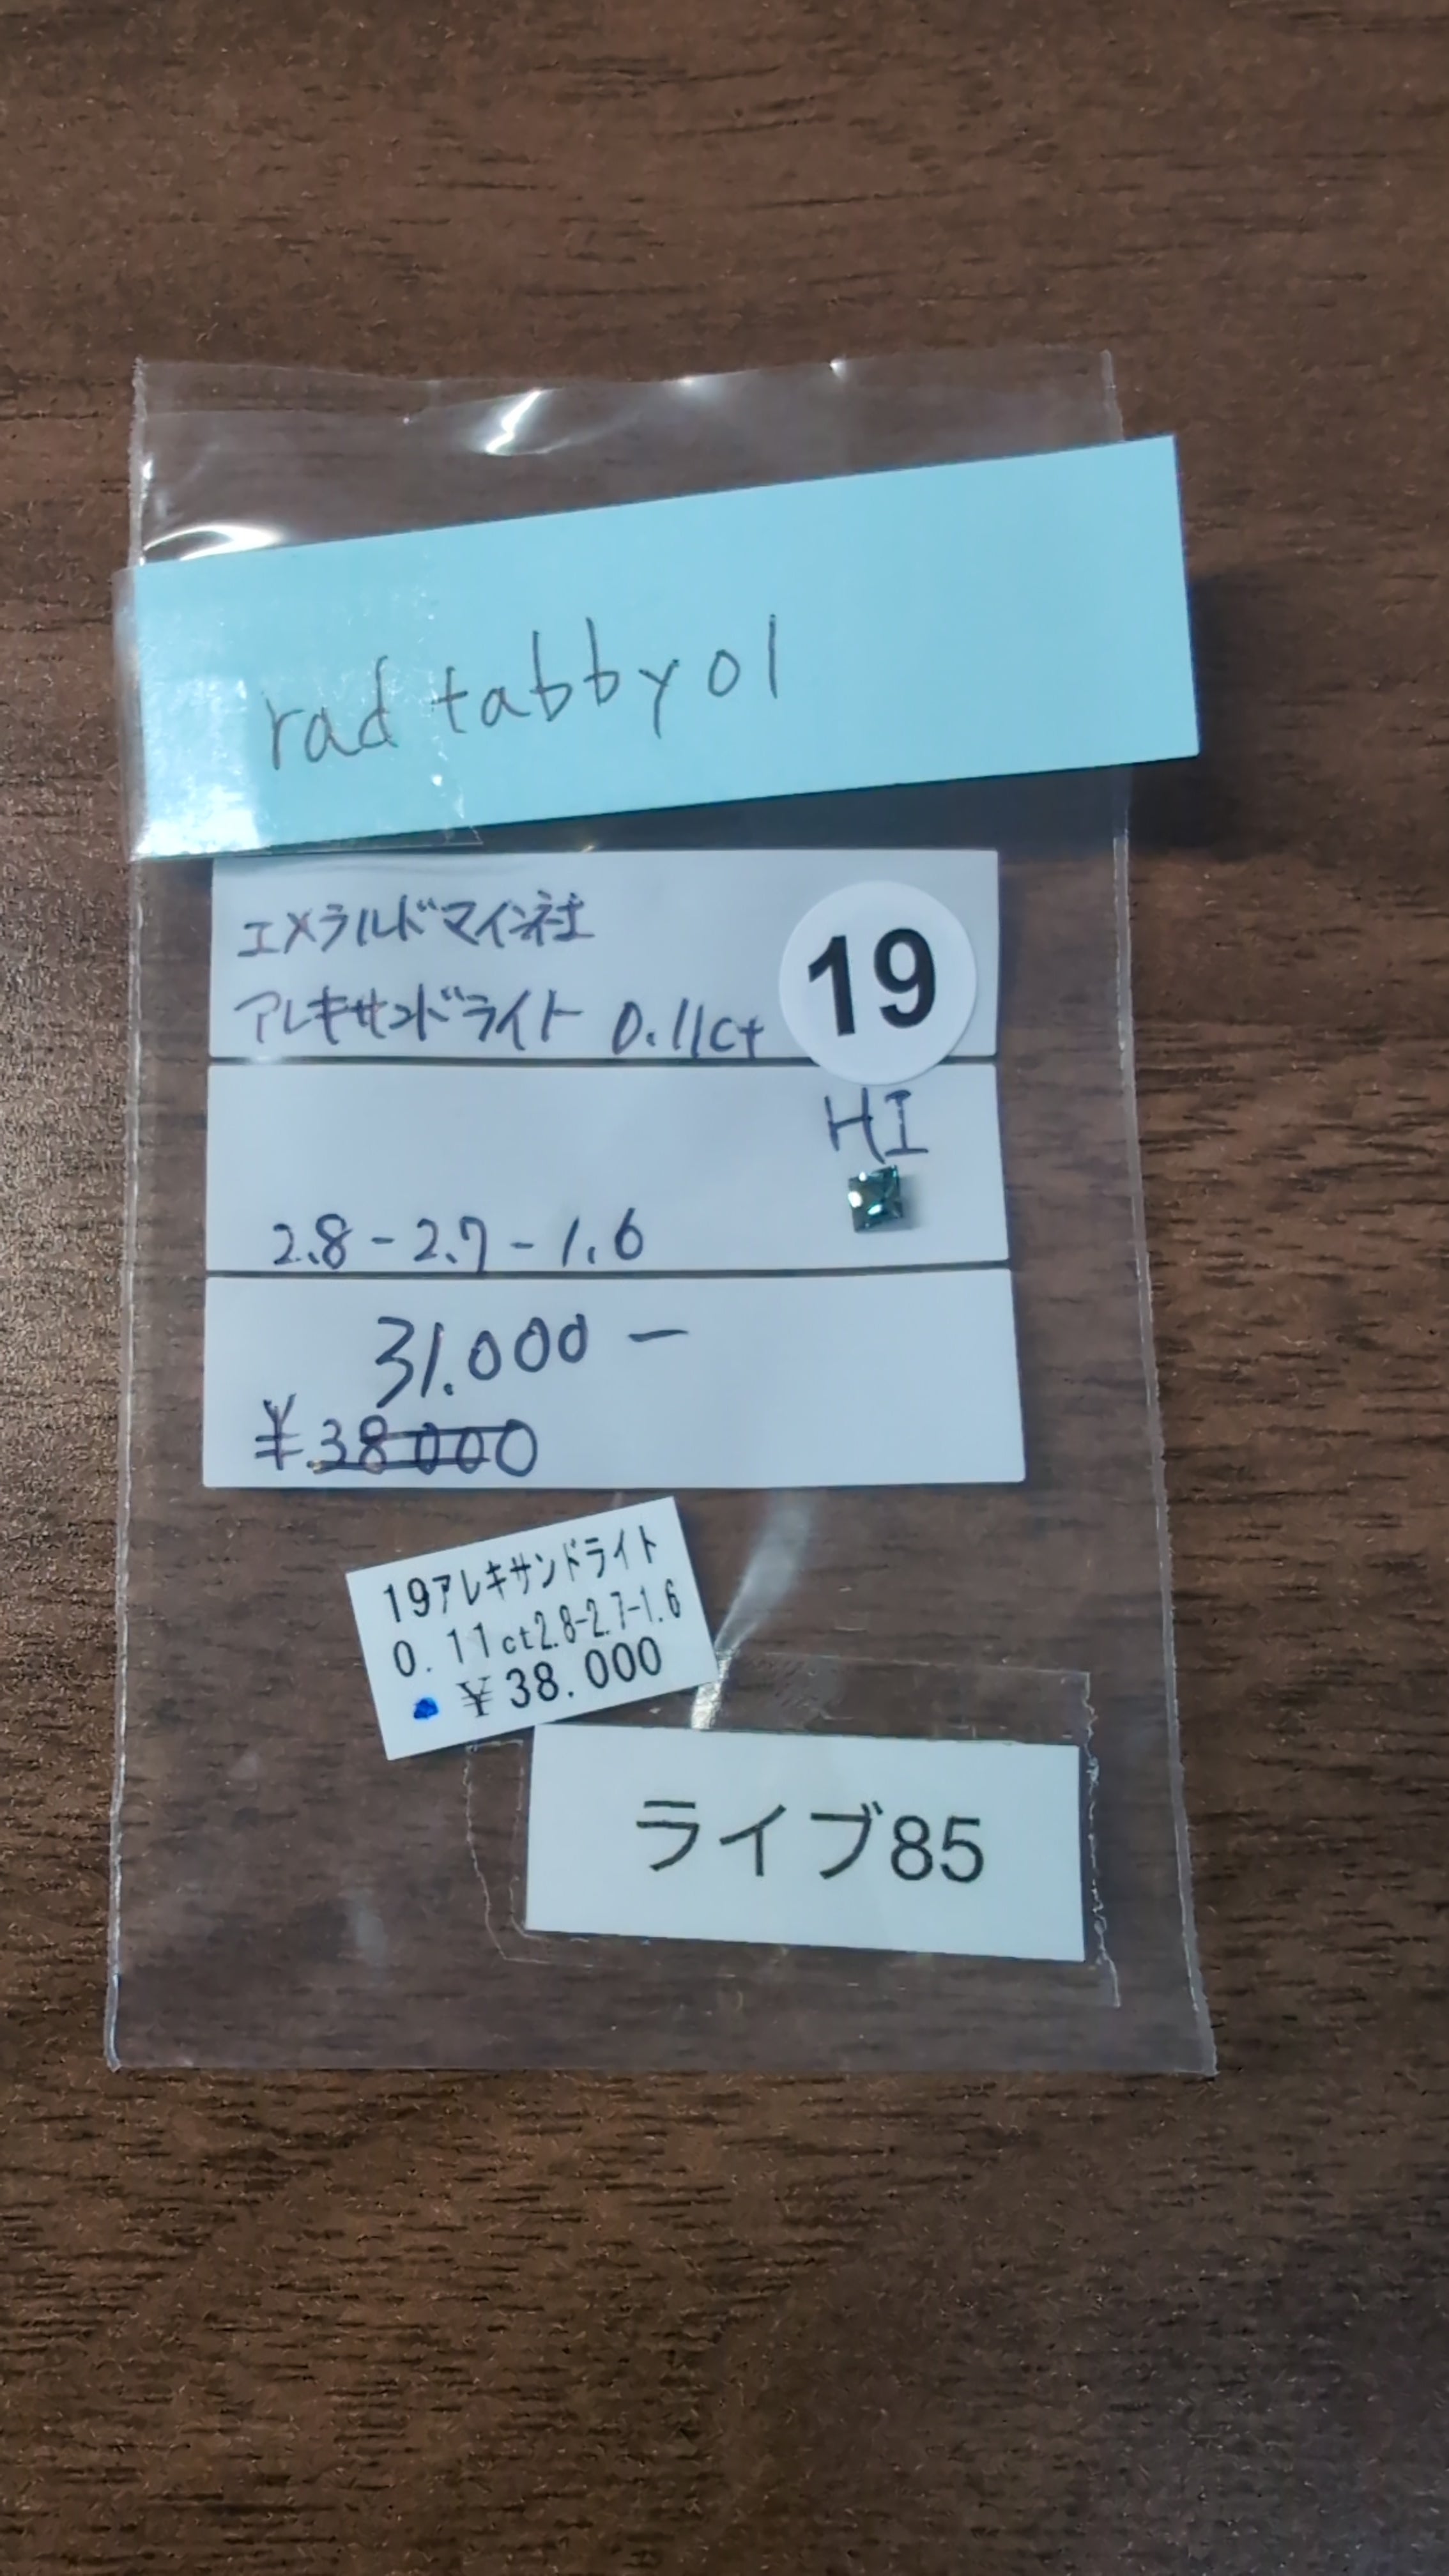 rad tabby01
エメラルドマイン社
アレキサンドライト 0.11ct
19
HI
2.8-2.7-1.6
31.000-
¥38000
19アレキサンドライト
0.11ct2.8-2.7-1.6
¥38.000
ライブ85